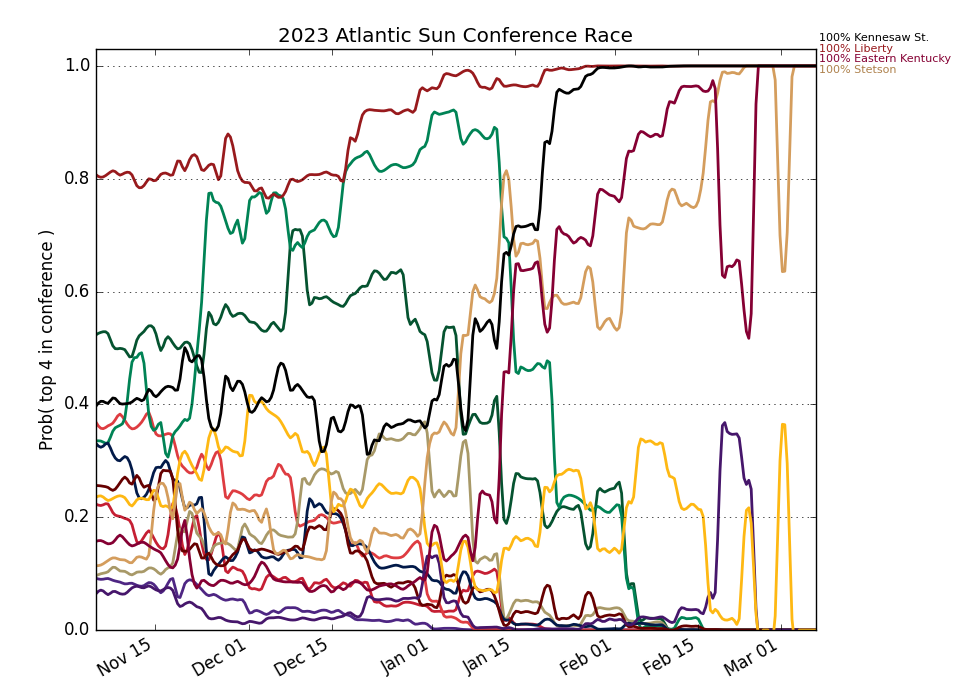 2023 Atlantic Sun Conference Race
100% Kennesaw St.
100% Liberty
100% Eastern Kentucky
100% Stetson
Prob( top 4 in conference )
1.0
0.8
0.6
0.4
0.2
0.0
Nov 15
Dec 01
Dec 15
Jan 01
Jan 15
Feb 01
Feb 15
Mar 01